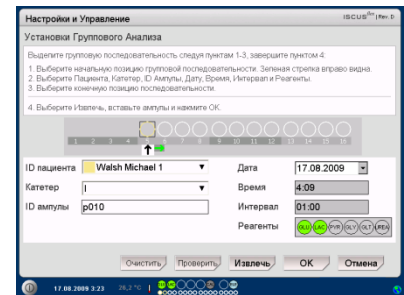 Настройки и Управление ISCUSflex |Rev. D
Установки Группового Анализа
Выделите групповую последовательность следуя пунктам 1-3, завершите пунктом 4:
1. Выберите начальную позицию групповой последовательности. Зеленая стрелка вправо видна.
2. Выберите Пациента, Катетер, ID Ампулы, Дату, Время, Интервал и Реагенты.
3. Выберите конечную позицию последовательности.
4. Выберите Извлечь, вставьте ампулы и нажмите ОК.
1 2 3 4 5 6 7 8 9 10 11 12 13 14 15 16
ID пациента Walsh Michael 1 Дата 17.08.2009
Катетер I Время 4:09
ID ампулы p010 Интервал 01:00
Реагенты GLU LAC PYR GLY GLT UREA
Очистить Проверить Извлечь OK Отмена
17.08.2009 3:23 39,2 °C